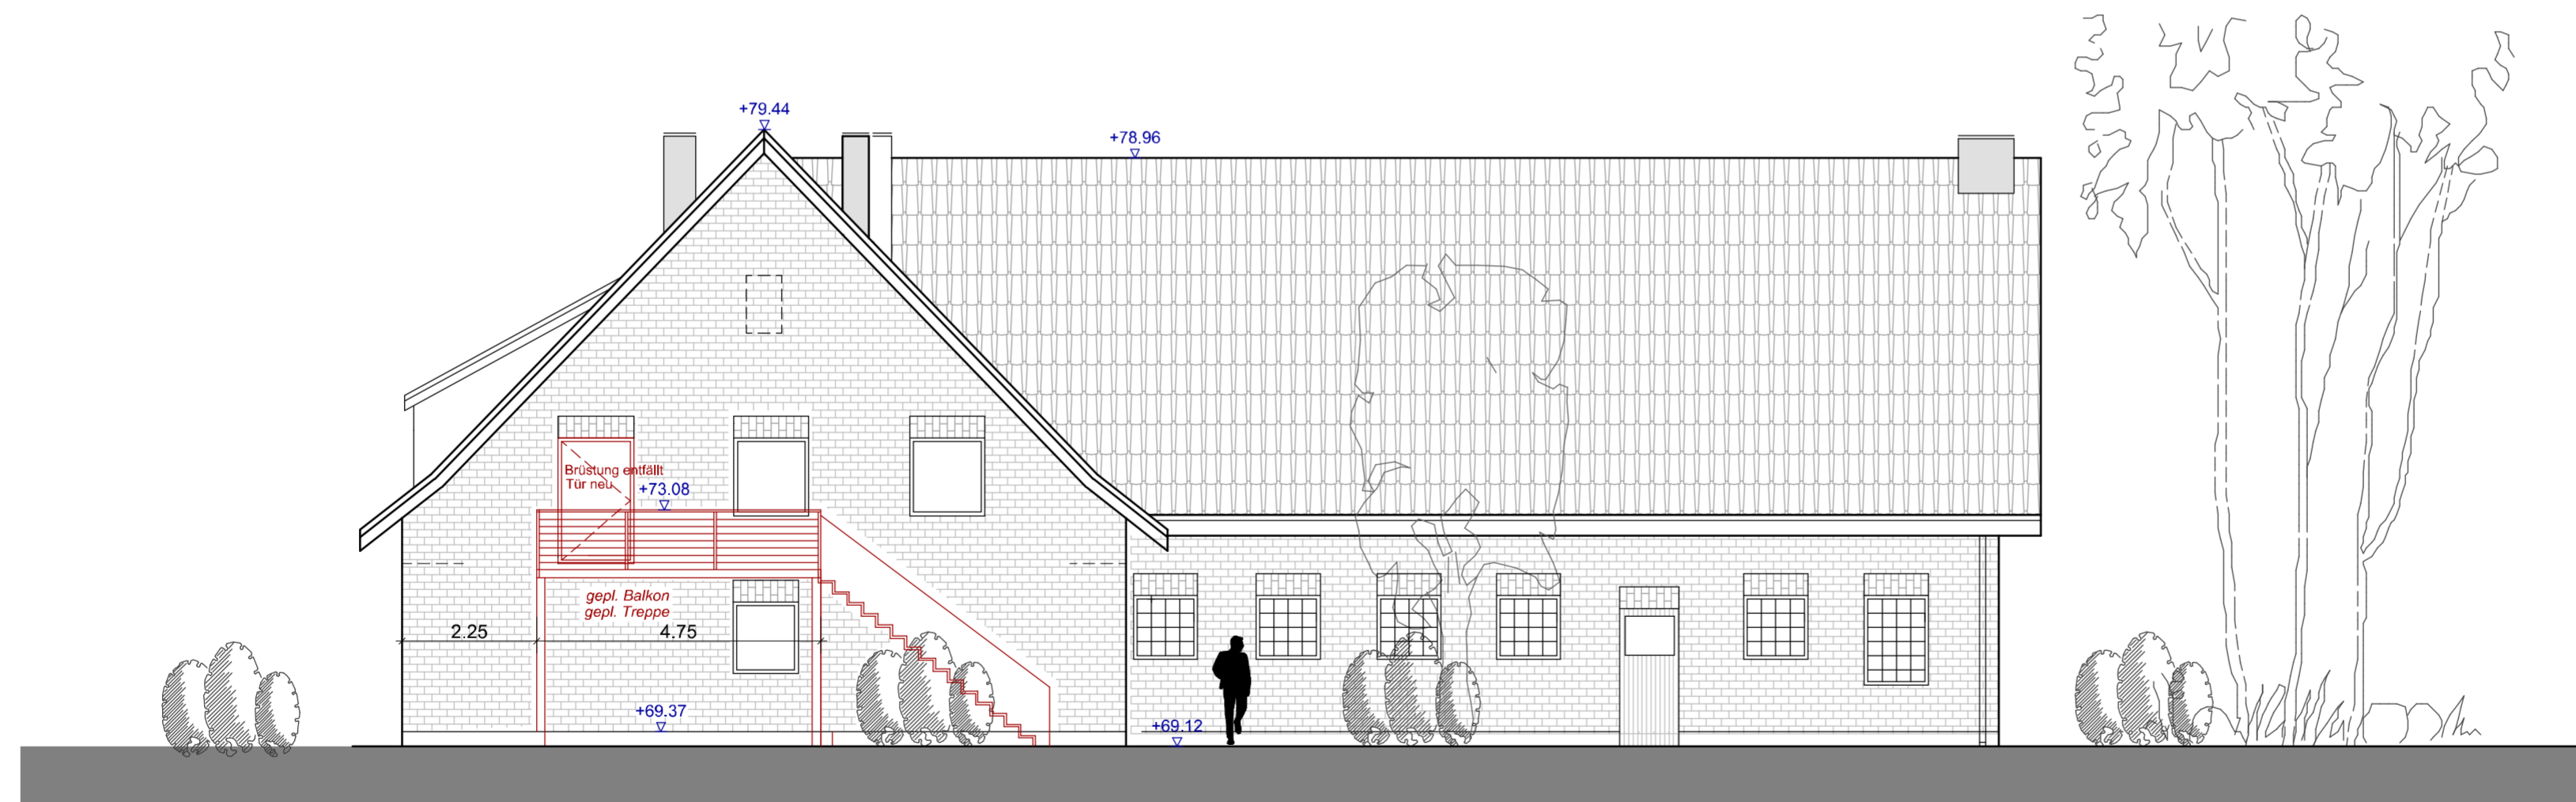 +79.44
+78.96
Brüstung entfällt
Tür neu
+73.08
gepl. Balkon
gepl. Treppe
2.25
4.75
+69.37
+69.12